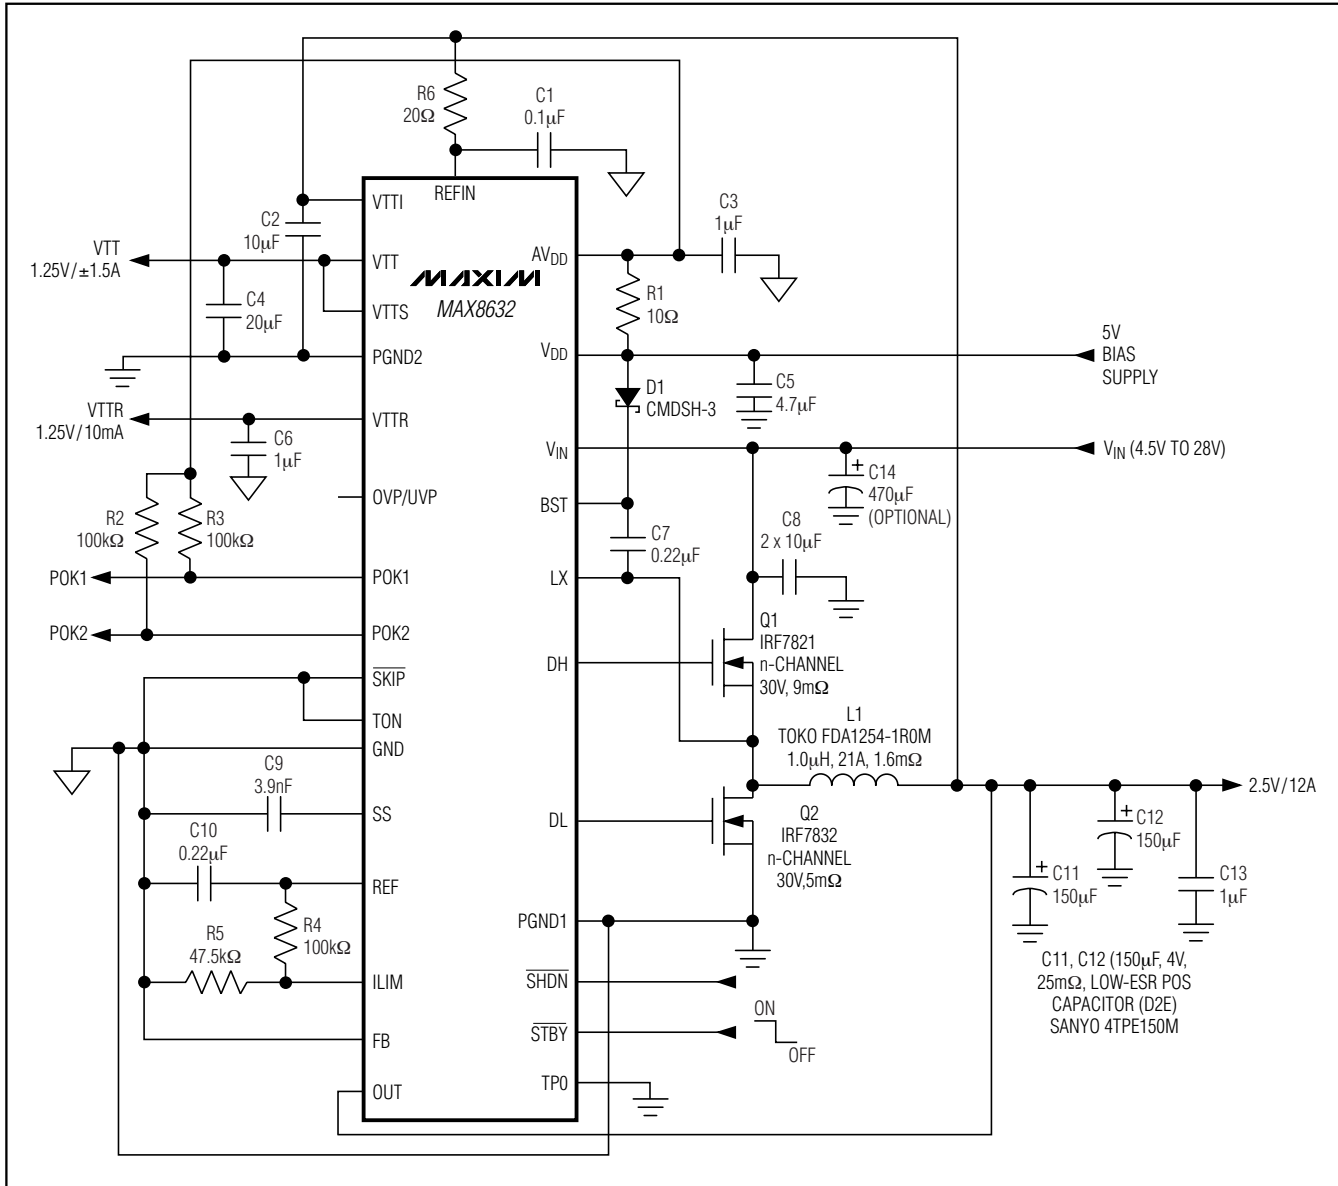 R6
20Ω
C1
0.1µF
REFIN
VTTI
C2
10µF
C3
1µF
VTT
1.25V/±1.5A
VTT
AVDD
MAXIM
MAX8632
C4
20µF
VTTS
R1
10Ω
PGND2
VDD
5V
BIAS
SUPPLY
D1
CMDSH-3
C5
4.7µF
VTTR
1.25V/10mA
VTTR
C6
1µF
VIN
VIN (4.5V TO 28V)
+
C14
470µF
(OPTIONAL)
OVP/UVP
BST
R2
100kΩ
R3
100kΩ
C7
0.22µF
C8
2 x 10µF
POK1
POK1
LX
POK2
POK2
Q1
IRF7821
n-CHANNEL
30V, 9mΩ
DH
SKIP
TON
GND
L1
TOKO FDA1254-1R0M
1.0µH, 21A, 1.6mΩ
C9
3.9nF
2.5V/12A
SS
DL
Q2
IRF7832
n-CHANNEL
30V,5mΩ
+
C12
150µF
C10
0.22µF
REF
+
C11
150µF
C13
1µF
R4
100kΩ
PGND1
R5
47.5kΩ
ILIM
SHDN
C11, C12 (150µF, 4V,
25mΩ, LOW-ESR POS
CAPACITOR (D2E)
SANYO 4TPE150M
ON
OFF
FB
STBY
OUT
TP0